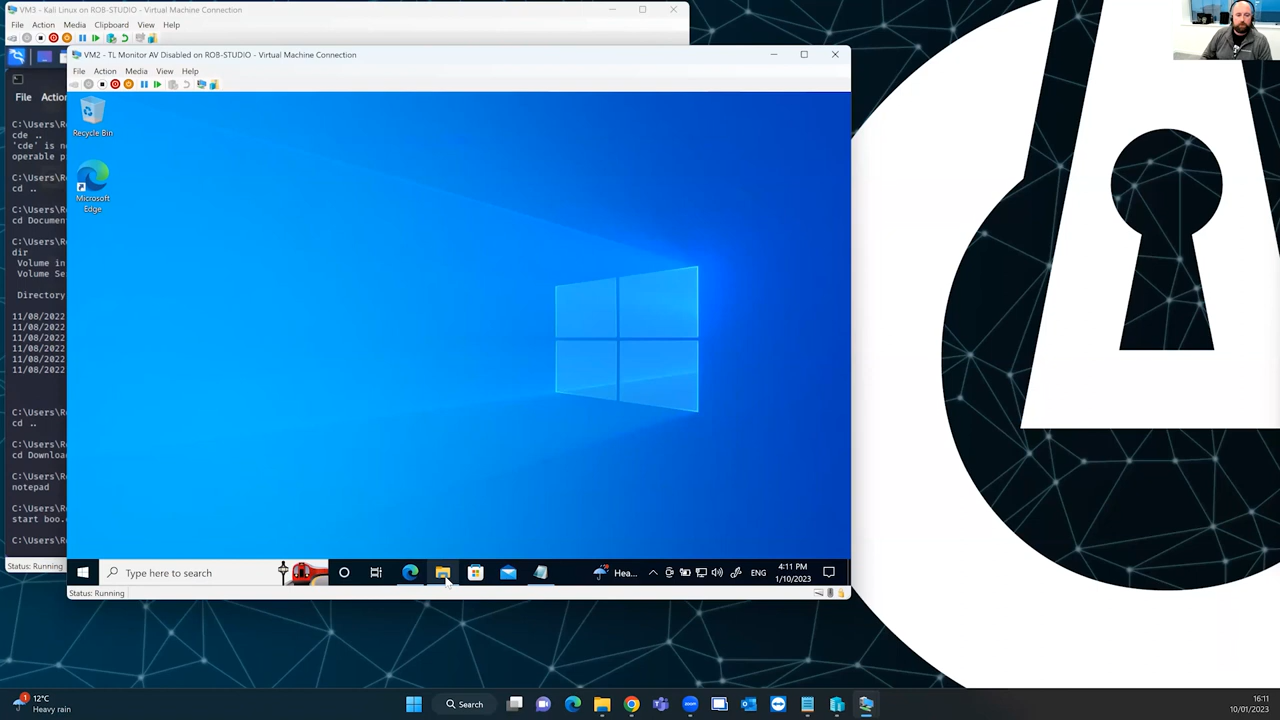 VM3 - Kali Linux on ROB-STUDIO - Virtual Machine Connection
File Action Media Clipboard View Help
VM2 - TL Monitor AV Disabled on ROB-STUDIO - Virtual Machine Connection
File Action Media View Help
File Action
C:\Users\R
cde ..
'cde' is n
operable p
C:\Users\R
cd ..
C:\Users\R
cd Documen
C:\Users\R
dir
Volume in
Volume Se
Directory
11/08/2022
11/08/2022
11/08/2022
11/08/2022
11/08/2022
11/08/2022
C:\Users\R
cd ..
C:\Users\R
cd Downloa
C:\Users\R
notepad
C:\Users\R
start boo.
C:\Users\R
Status: Running
Recycle Bin
Microsoft
Edge
Type here to search
Hea...
ENG
4:11 PM
1/10/2023
Status: Running
1
12°C
Heavy rain
Search
16:11
10/01/2023